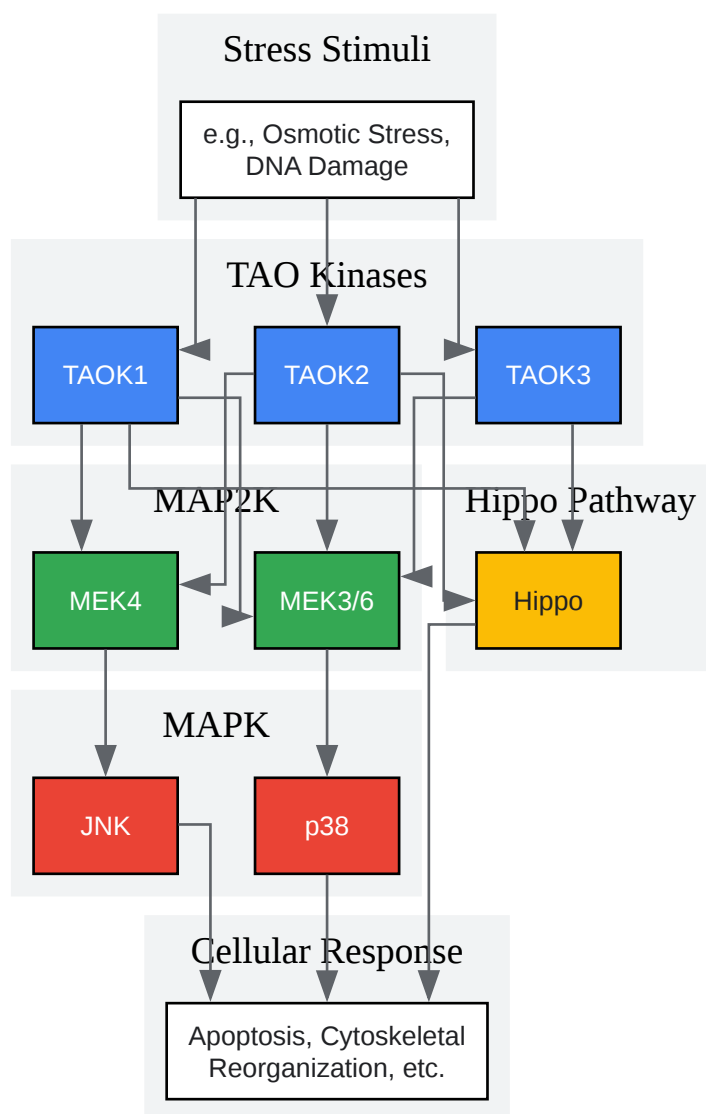 Stress Stimuli
e.g., Osmotic Stress,
DNA Damage
TAO Kinases
TAOK1
TAOK2
TAOK3
MAP2K
Hippo Pathway
MEK4
MEK3/6
Hippo
MAPK
JNK
p38
Cellular Response
Apoptosis, Cytoskeletal
Reorganization, etc.